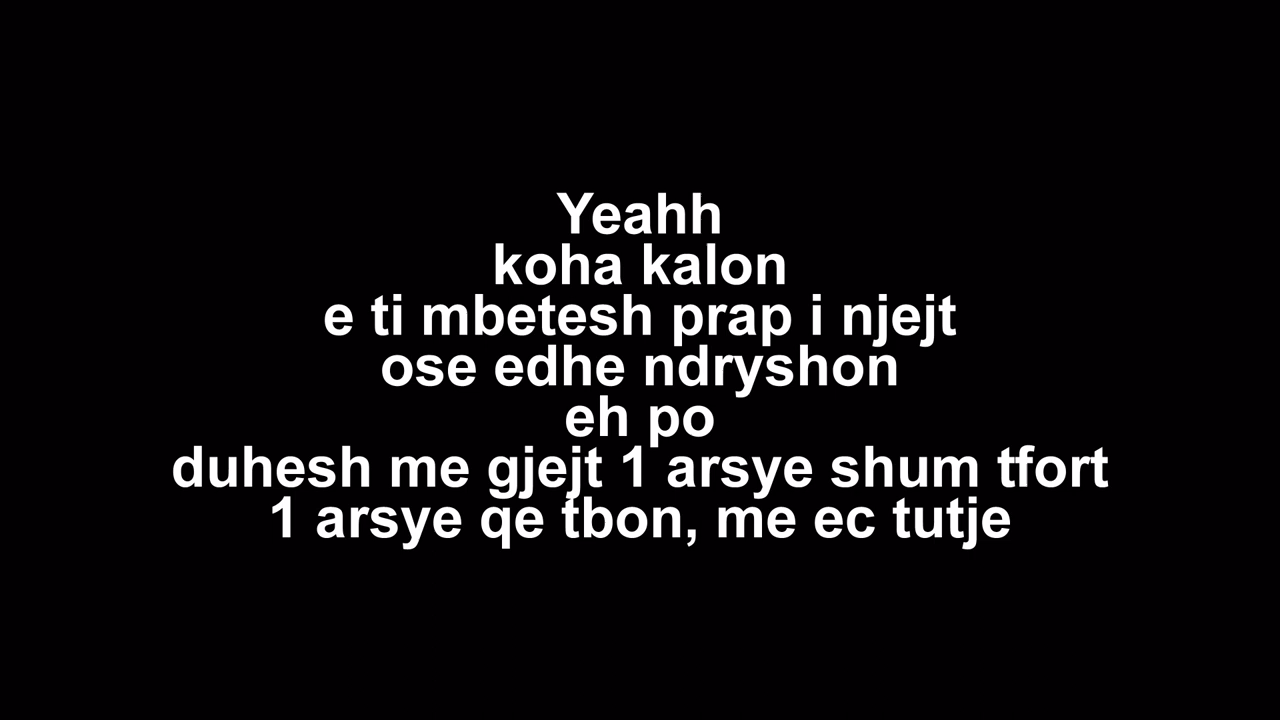 Yeahh
koha kalon
e ti mbetesh prap i njejt
ose edhe ndryshon
eh po
duhesh me gjejt 1 arsye shum tfort
1 arsye qe tbon, me ec tutje